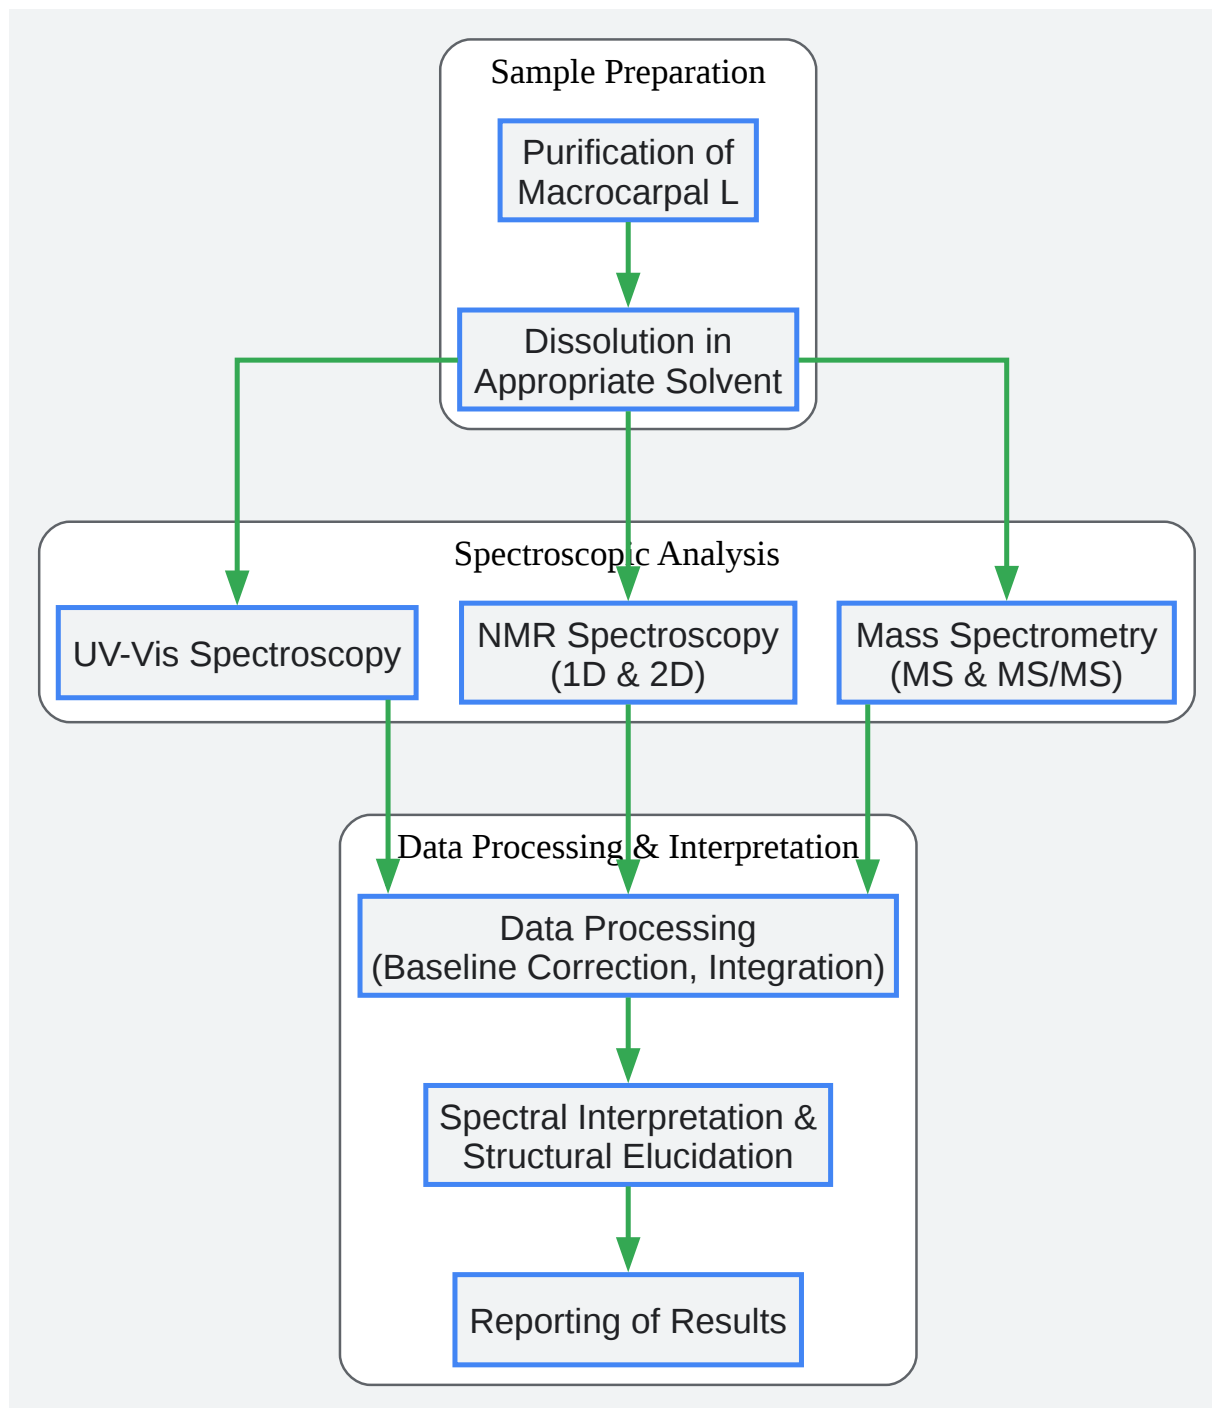 Sample Preparation
Purification of
Macrocarpal L
Dissolution in
Appropriate Solvent
Spectroscopic Analysis
UV-Vis Spectroscopy
NMR Spectroscopy
(1D & 2D)
Mass Spectrometry
(MS & MS/MS)
Data Processing & Interpretation
Data Processing
(Baseline Correction, Integration)
Spectral Interpretation &
Structural Elucidation
Reporting of Results